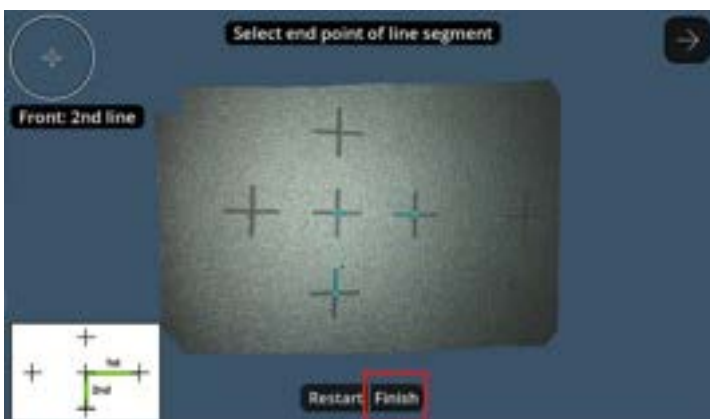 Select end point of line segment
Front: 2nd line
1st
2nd
Restart Finish